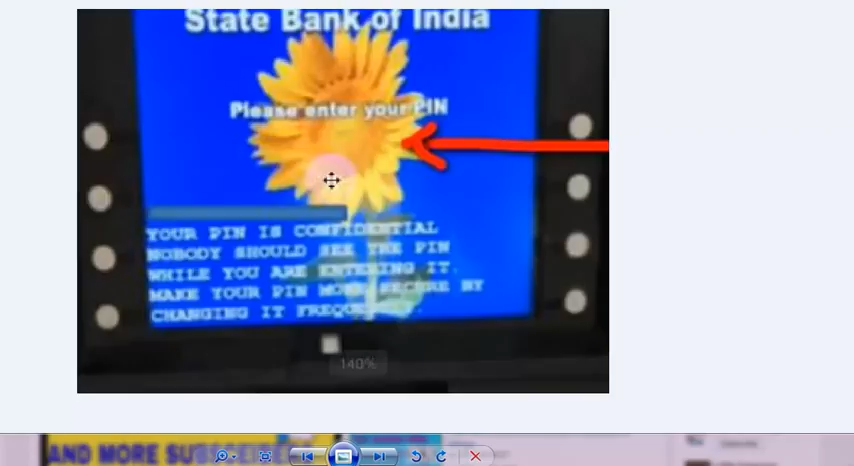 State Bank of India
Please enter your PIN
YOUR PIN IS CONFIDENTIAL
NOBODY SHOULD SEE THE PIN
WHILE YOU ARE ENTERING IT.
MAKE YOUR PIN MORE SECURE BY
CHANGING IT
140%
AND MORE